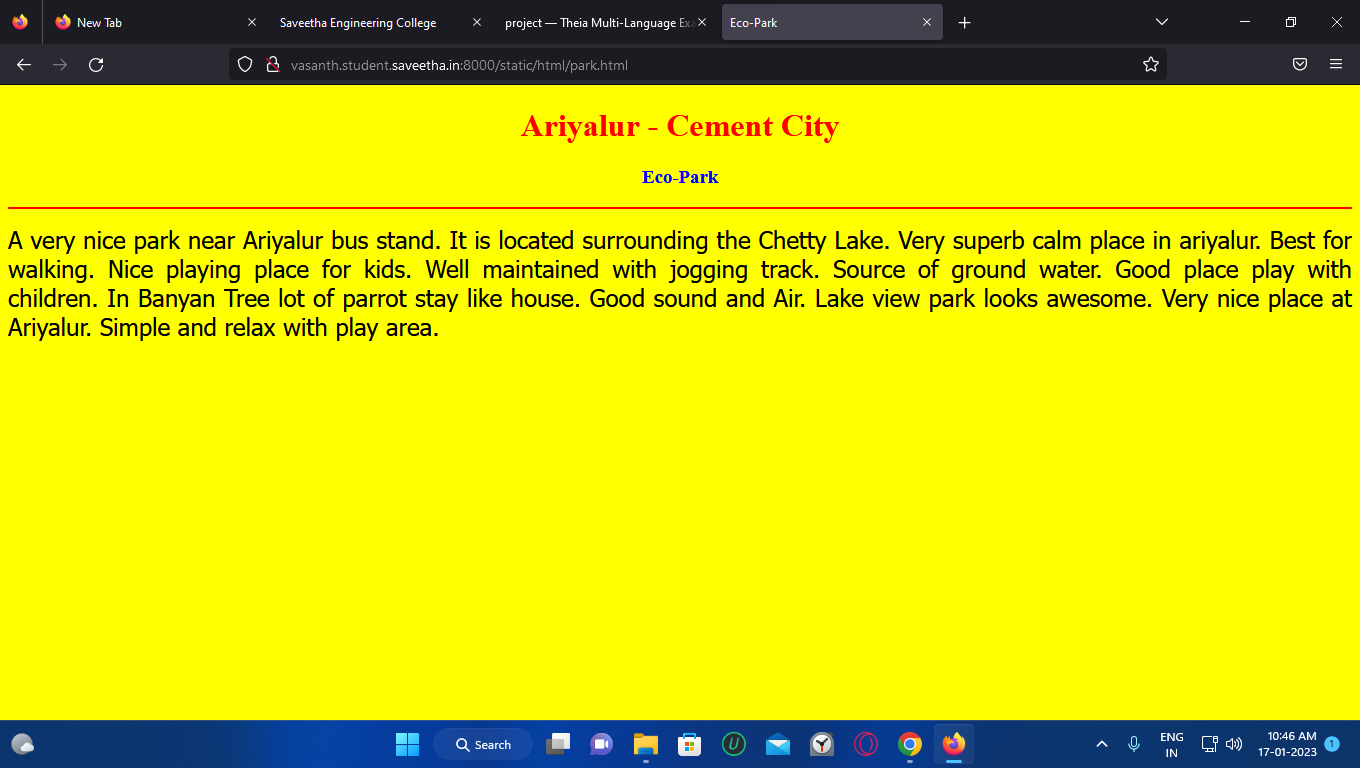 New Tab
Saveetha Engineering College
project — Theia Multi-Language Exa
Eco-Park
vasanth.student.saveetha.in:8000/static/html/park.html
Ariyalur - Cement City
Eco-Park
A very nice park near Ariyalur bus stand. It is located surrounding the Chetty Lake. Very superb calm place in ariyalur. Best for
walking. Nice playing place for kids. Well maintained with jogging track. Source of ground water. Good place play with
children. In Banyan Tree lot of parrot stay like house. Good sound and Air. Lake view park looks awesome. Very nice place at
Ariyalur. Simple and relax with play area.
Search
ENG
IN
10:46 AM
17-01-2023
1